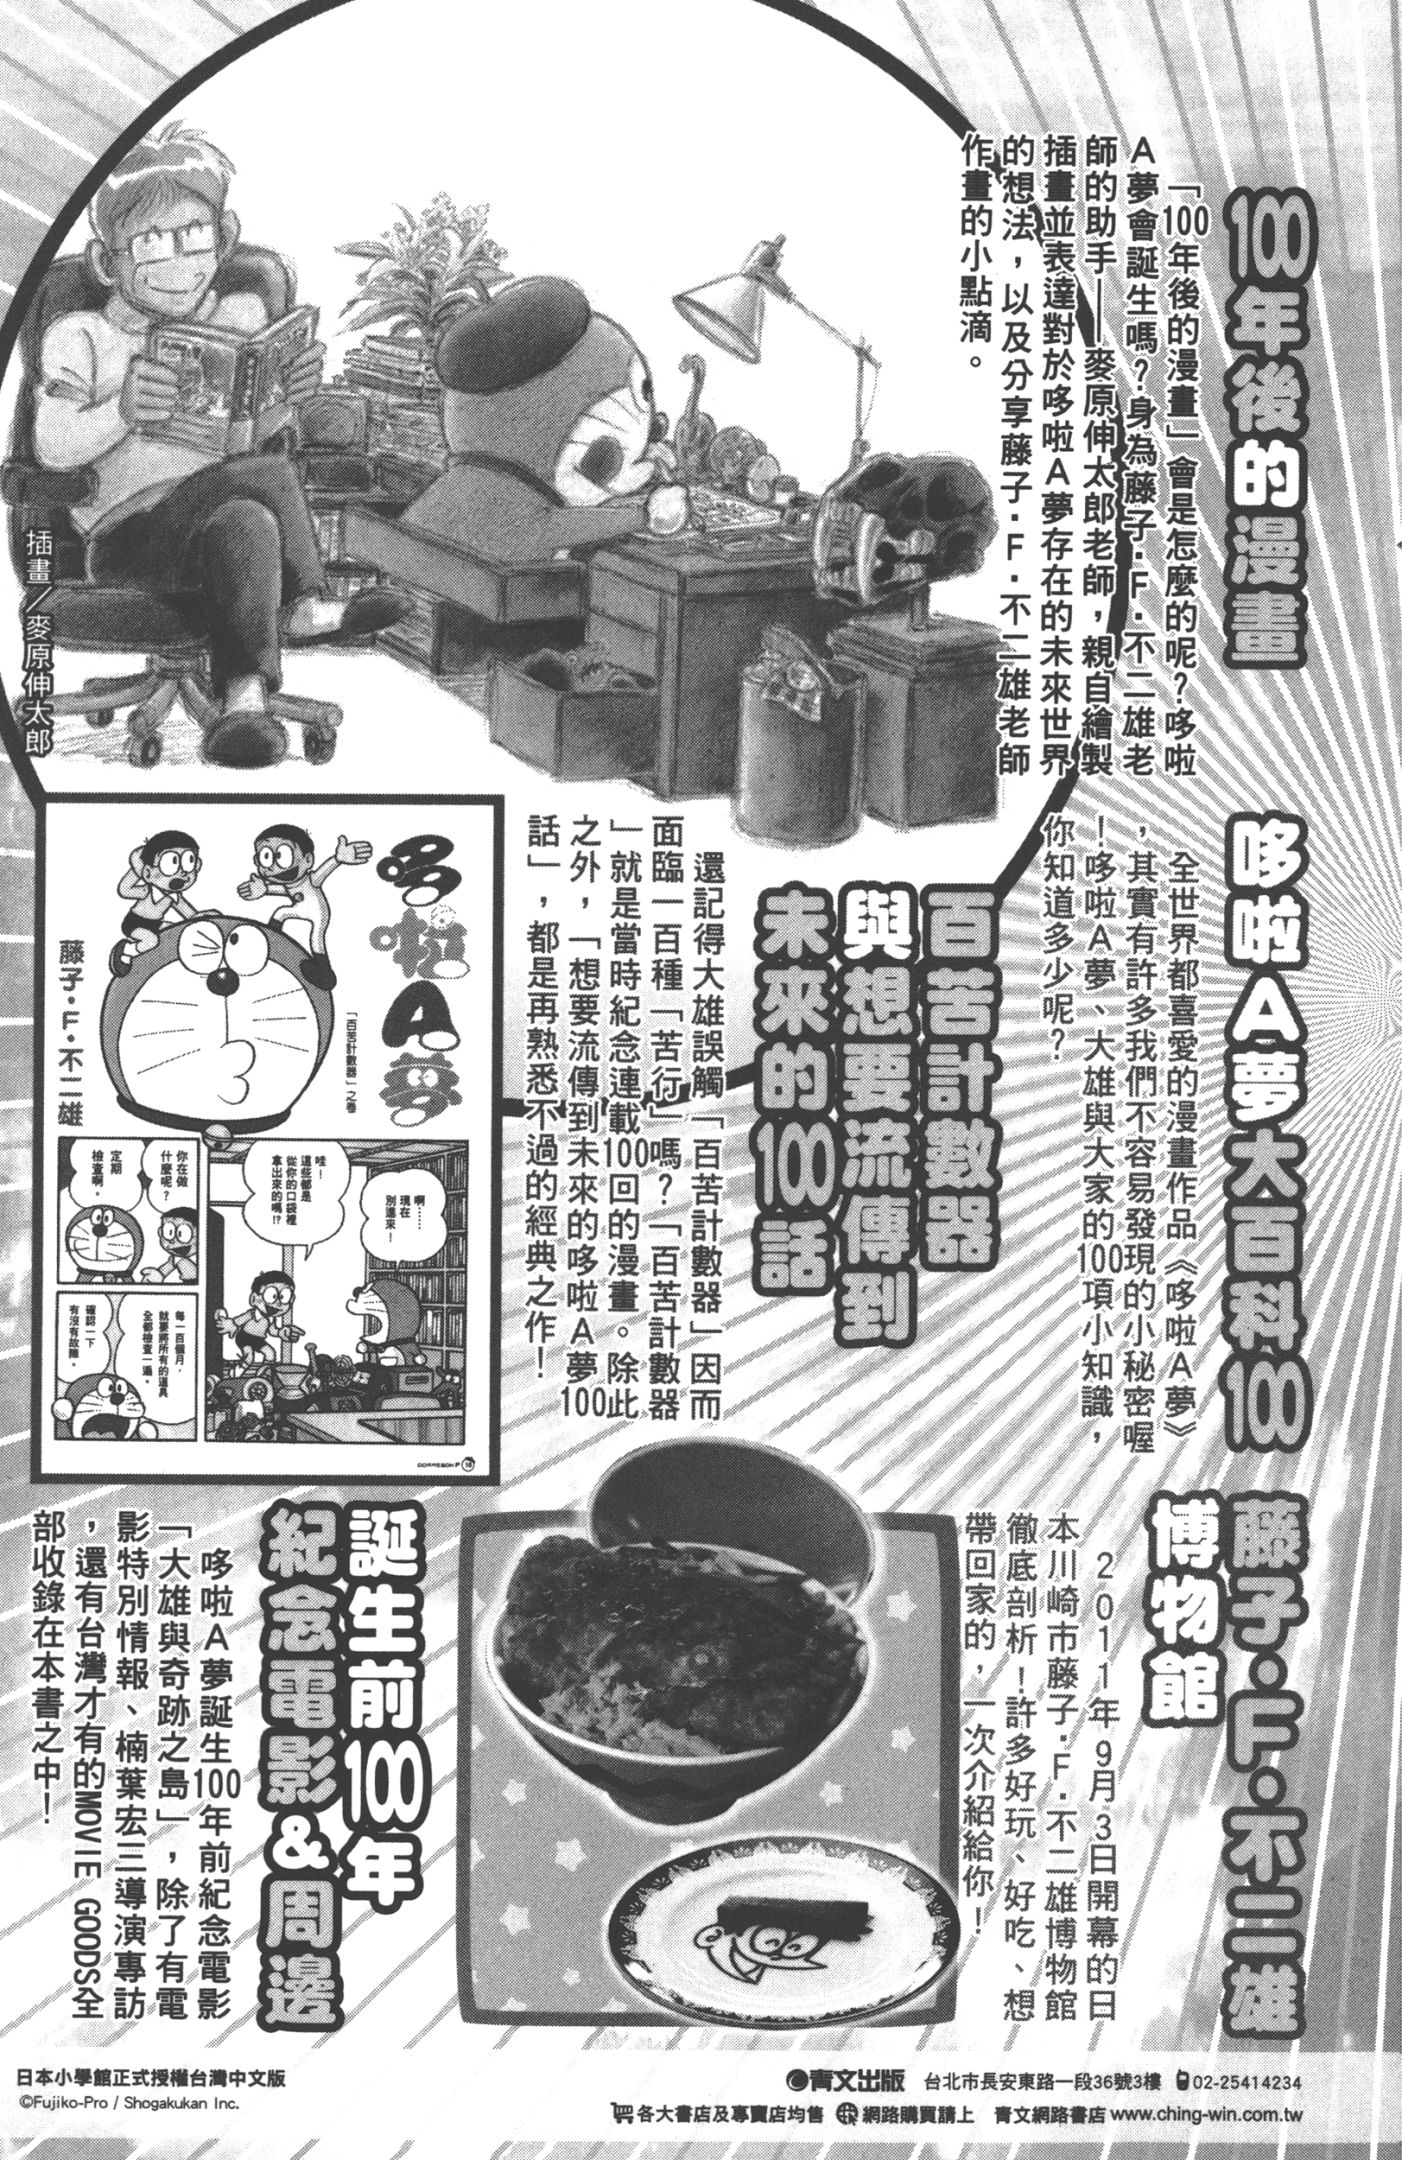 100年後的漫畫
「100年後的漫畫」會是怎麼的呢？哆啦
A夢會誕生嗎？身為藤子・F・不二雄老
師的助手——麥原伸太郎老師，親自繪製
插畫並表達對於哆啦A夢存在的未來世界
的想法，以及分享藤子・F・不二雄老師
作畫的小點滴。
插畫／麥原伸太郎
哆啦A夢大百科100
全世界都喜愛的漫畫作品《哆啦A夢》
，其實有許多我們不容易發現的小秘密喔
！哆啦A夢、大雄與大家的100項小知識，
你知道多少呢？
百苦計數器
與想要流傳到
未來的100話
還記得大雄誤觸「百苦計數器」因而
面臨一百種「苦行」嗎？「百苦計數器
」就是當時紀念連載100回的漫畫。除此
之外，「想要流傳到未來的哆啦A夢100
話」，都是再熟悉不過的經典之作！
哆啦A夢
「百苦計數器」之卷
藤子・F・不二雄
啊……
現在
別進來！
哇！
這些都是
從你的口袋裡
拿出來的嗎！？
你在做
什麼呢？
定期
檢查啊。
每一百個月，
就要將所有的道具
全都檢查一遍。
確認一下
有沒有故障。
DORAEMON F 16
藤子・F・不二雄
博物館
2011年9月3日開幕的日
本川崎市藤子・F・不二雄博物館
徹底剖析！許多好玩、好吃、想
帶回家的，一次介紹給你！
誕生前100年
紀念電影&周邊
哆啦A夢誕生100年前紀念電影
「大雄與奇跡之島」，除了有電
影特別情報、楠葉宏三導演專訪
，還有台灣才有的MOVIE GOODS全
部收錄在本書之中！
日本小學館正式授權台灣中文版
©Fujiko-Pro / Shogakukan Inc.
青文出版 台北市長安東路一段36號3樓 02-25414234
各大書店及專賣店均售 網路購買請上 青文網路書店 www.ching-win.com.tw